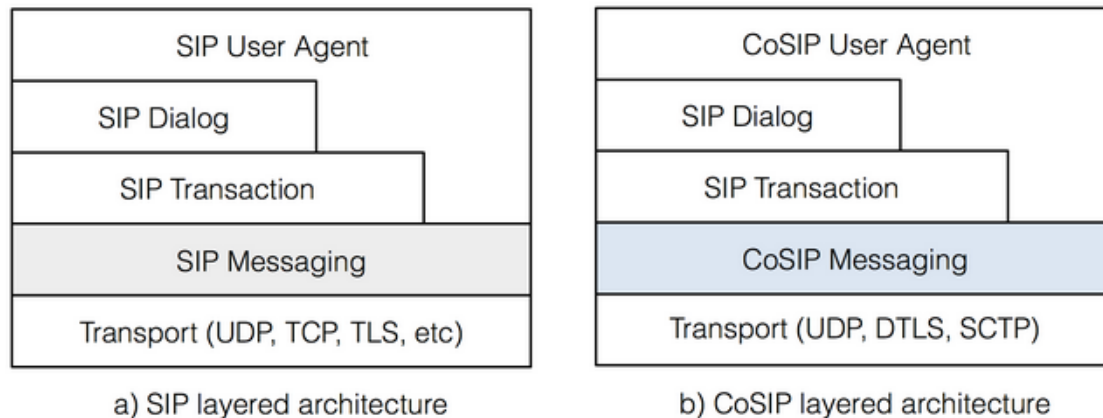 SIP User Agent
SIP Dialog
SIP Transaction
SIP Messaging
Transport (UDP, TCP, TLS, etc)
a) SIP layered architecture
CoSIP User Agent
SIP Dialog
SIP Transaction
CoSIP Messaging
Transport (UDP, DTLS, SCTP)
b) CoSIP layered architecture